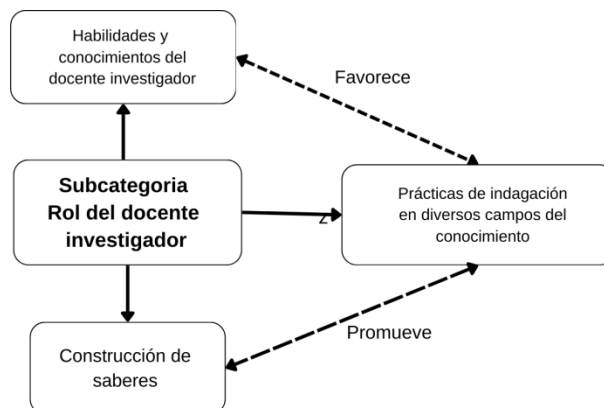 Habilidades y
conocimientos del
docente investigador
Favorece
Subcategoria
Rol del docente
investigador
Prácticas de indagación
en diversos campos del
conocimiento
Promueve
Construcción de
saberes